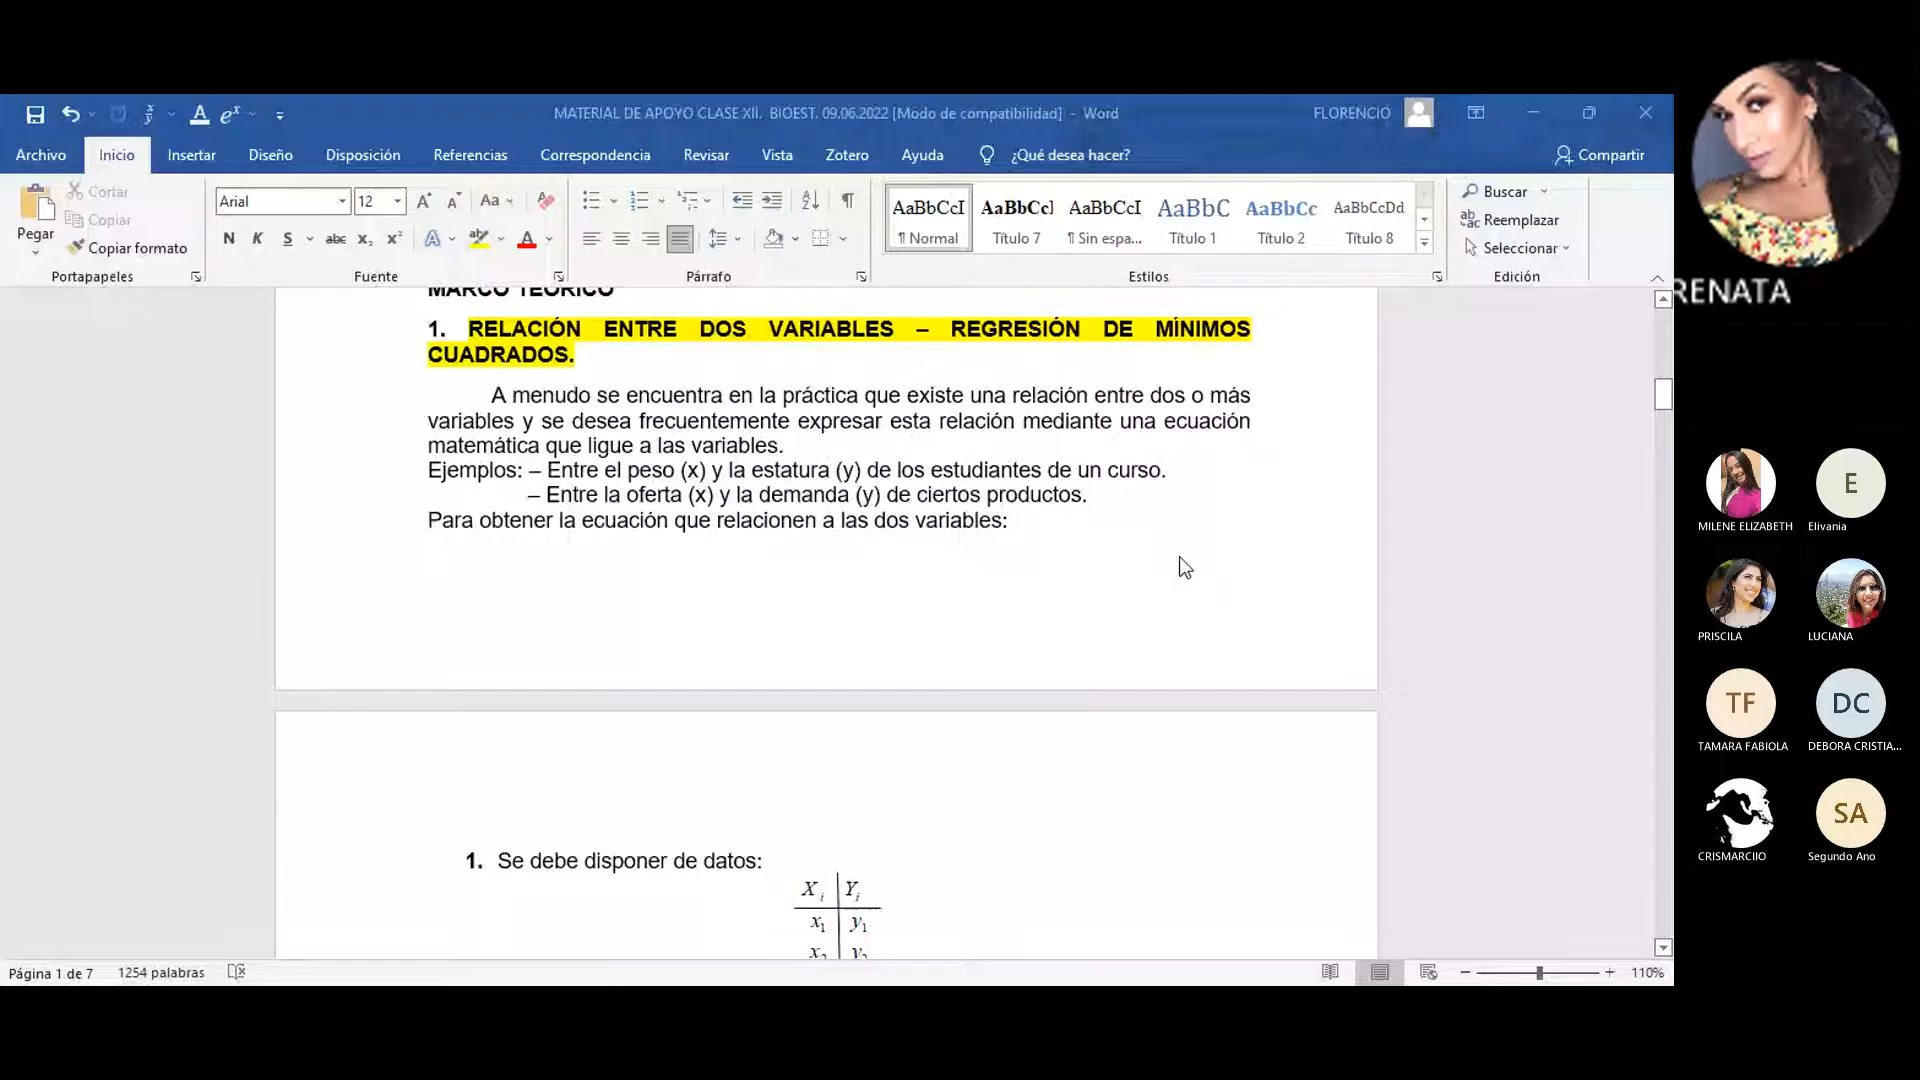 MATERIAL DE APOYO CLASE XII. BIOEST. 09.06.2022 [Modo de compatibilidad] - Word
FLORENCIO
Archivo Inicio Insertar Diseño Disposición Referencias Correspondencia Revisar Vista Zotero Ayuda ¿Qué desea hacer? Compartir
Pegar
Cortar
Copiar
Copiar formato
Portapapeles
Arial 12
N K S abc x₂ x²
Fuente
Párrafo
AaBbCcI AaBbCcI AaBbCcI AaBbC AaBbCc AaBbCcDd
¶ Normal Título 7 ¶ Sin espa... Título 1 Título 2 Título 8
Estilos
Buscar
Reemplazar
Seleccionar
Edición
MARCO TEÓRICO
1. RELACIÓN ENTRE DOS VARIABLES – REGRESIÓN DE MÍNIMOS
CUADRADOS.
A menudo se encuentra en la práctica que existe una relación entre dos o más
variables y se desea frecuentemente expresar esta relación mediante una ecuación
matemática que ligue a las variables.
Ejemplos: – Entre el peso (x) y la estatura (y) de los estudiantes de un curso.
– Entre la oferta (x) y la demanda (y) de ciertos productos.
Para obtener la ecuación que relacionen a las dos variables:
1. Se debe disponer de datos:
Xᵢ Yᵢ
x₁ y₁
x₂ y₂
Página 1 de 7 1254 palabras
110%
RENATA
MILENE ELIZABETH Elivania
E
PRISCILA LUCIANA
TF DC
TAMARA FABIOLA DEBORA CRISTIA...
SA
CRISMARCIIO Segundo Ano